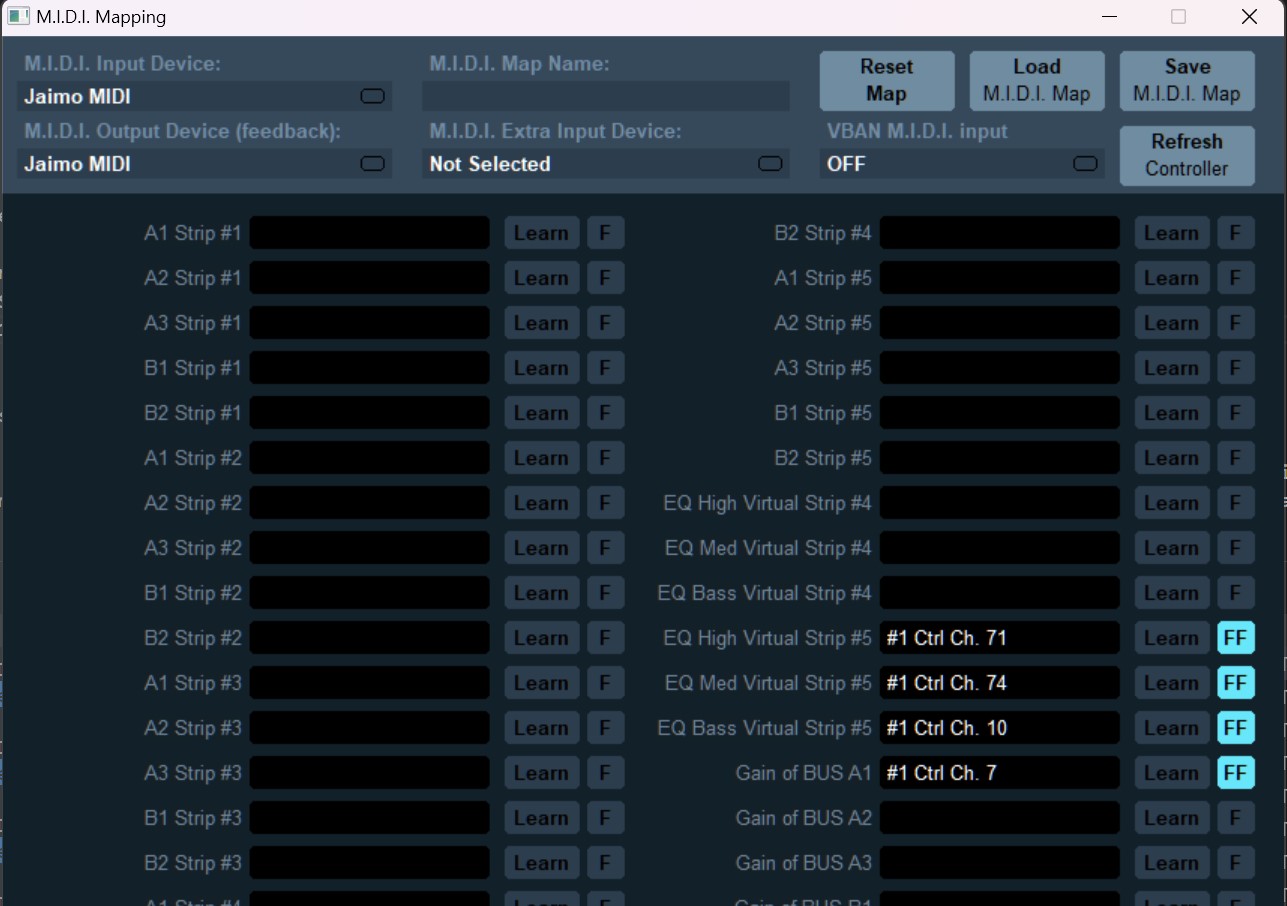 M.I.D.I. Mapping
M.I.D.I. Input Device:
Jaimo MIDI
M.I.D.I. Map Name:
Reset
Map
Load
M.I.D.I. Map
Save
M.I.D.I. Map
M.I.D.I. Output Device (feedback):
Jaimo MIDI
M.I.D.I. Extra Input Device:
Not Selected
VBAN M.I.D.I. input
OFF
Refresh
Controller
A1 Strip #1 Learn F
A2 Strip #1 Learn F
A3 Strip #1 Learn F
B1 Strip #1 Learn F
B2 Strip #1 Learn F
A1 Strip #2 Learn F
A2 Strip #2 Learn F
A3 Strip #2 Learn F
B1 Strip #2 Learn F
B2 Strip #2 Learn F
A1 Strip #3 Learn F
A2 Strip #3 Learn F
A3 Strip #3 Learn F
B1 Strip #3 Learn F
B2 Strip #3 Learn F
B2 Strip #4 Learn F
A1 Strip #5 Learn F
A2 Strip #5 Learn F
A3 Strip #5 Learn F
B1 Strip #5 Learn F
B2 Strip #5 Learn F
EQ High Virtual Strip #4 Learn F
EQ Med Virtual Strip #4 Learn F
EQ Bass Virtual Strip #4 Learn F
EQ High Virtual Strip #5 #1 Ctrl Ch. 71 Learn FF
EQ Med Virtual Strip #5 #1 Ctrl Ch. 74 Learn FF
EQ Bass Virtual Strip #5 #1 Ctrl Ch. 10 Learn FF
Gain of BUS A1 #1 Ctrl Ch. 7 Learn FF
Gain of BUS A2 Learn F
Gain of BUS A3 Learn F